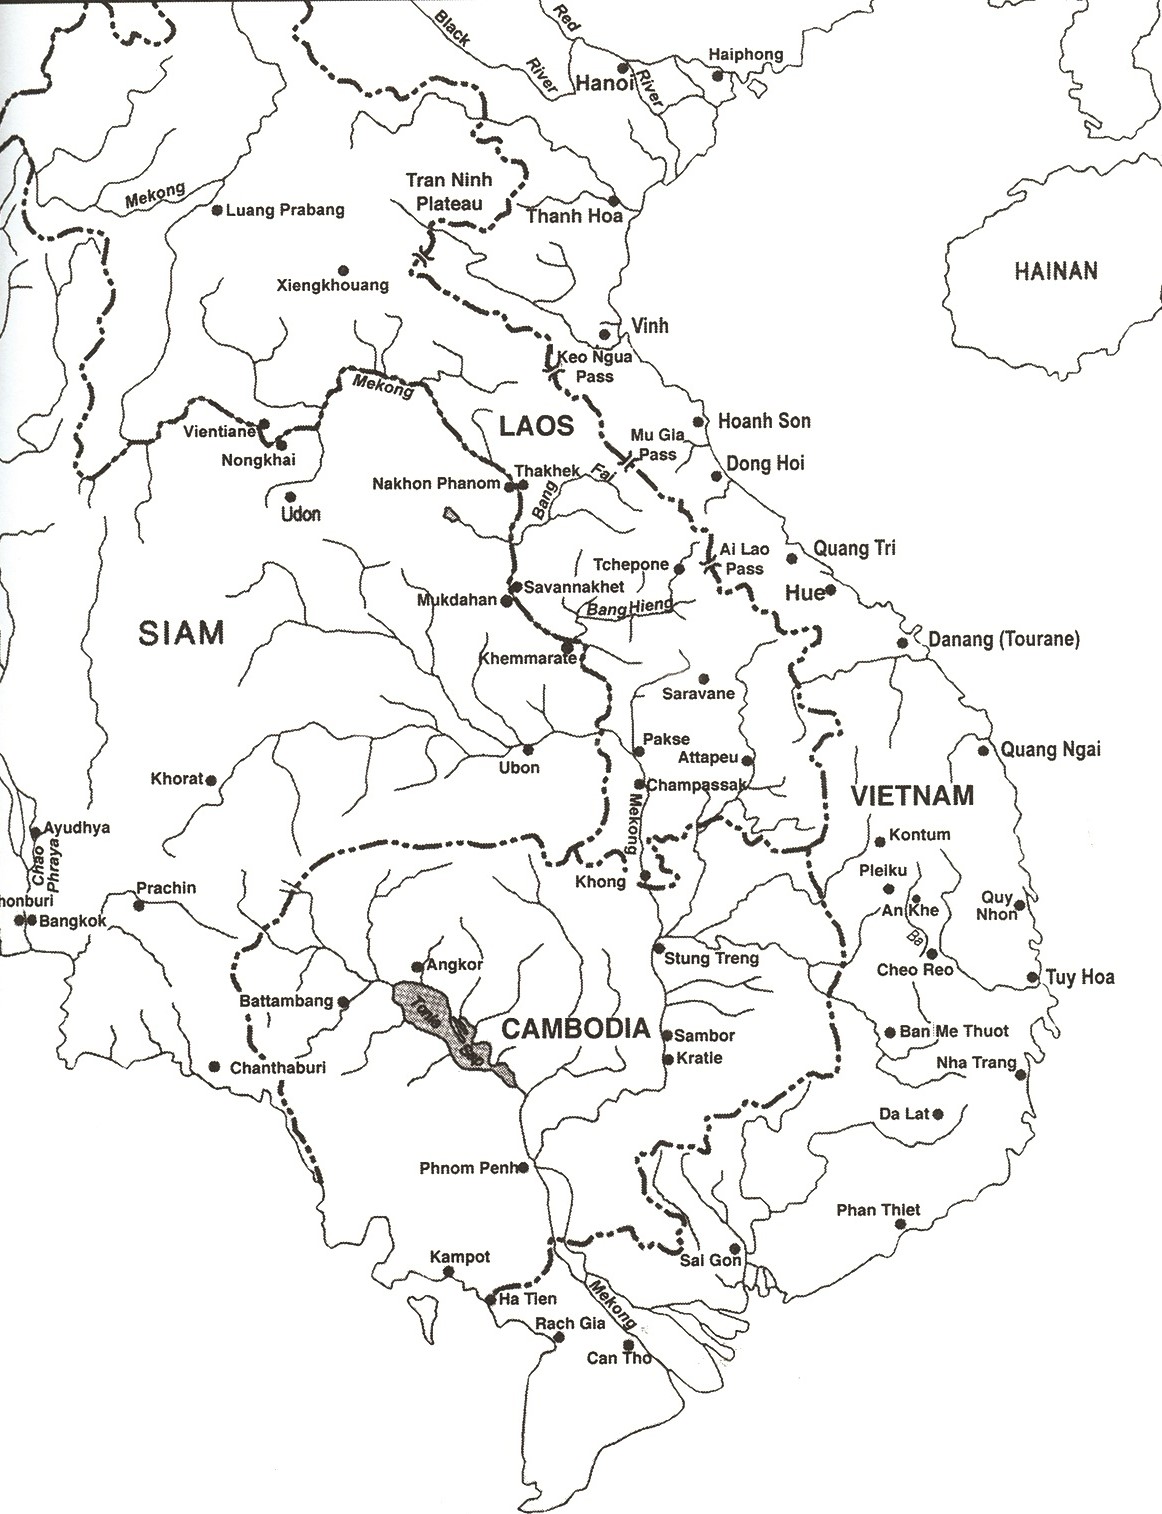 Black
River
Red
River
Hanoi
Haiphong
Tran Ninh
Plateau
Mekong
Luang Prabang
Thanh Hoa
Xiengkhouang
HAINAN
Vinh
Keo Ngua
Pass
Mekong
LAOS
Hoanh Son
Vientiane
Mu Gia
Pass
Nongkhai
Dong Hoi
Thakhek
Nakhon Phanom
Bang
Fai
Udon
Ai Lao
Pass
Quang Tri
Tchepone
Savannakhet
Mukdahan
Hue
Bang Hieng
SIAM
Danang (Tourane)
Khemmarate
Saravane
Pakse
Quang Ngai
Attapeu
Ubon
Khorat
Champassak
VIETNAM
Mekong
Ayudhya
Chao
Phraya
Kontum
Khong
Pleiku
Prachin
honburi
Bangkok
An Khe
Quy
Nhon
Ba
Stung Treng
Angkor
Cheo Reo
Tuy Hoa
Battambang
Tonle
Sap
CAMBODIA
Sambor
Ban Me Thuot
Kratie
Chanthaburi
Nha Trang
Da Lat
Phnom Penh
Phan Thiet
Kampot
Sai Gon
Ha Tien
Mekong
Rach Gia
Can Tho